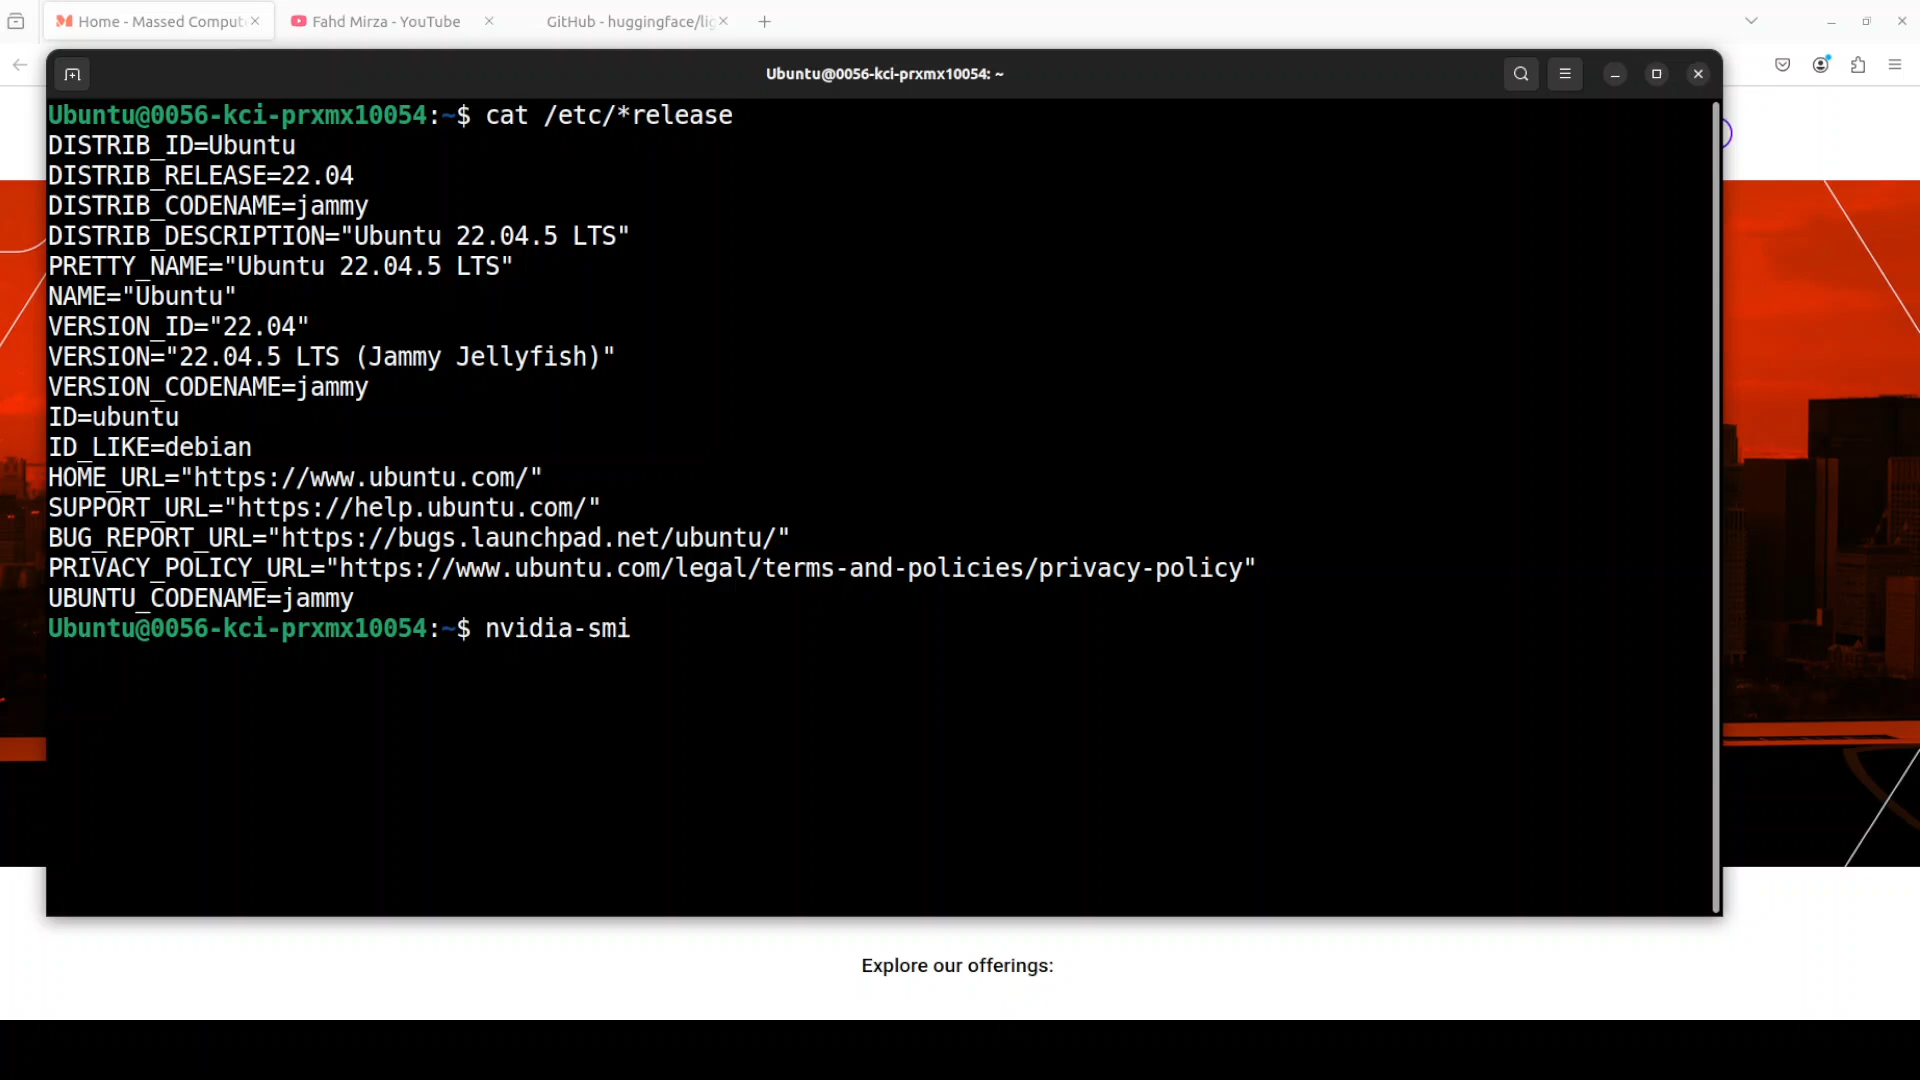 Home - Massed Comput
Fahd Mirza - YouTube
GitHub - huggingface/lig
Ubuntu@0056-kci-prxmx10054: ~
Ubuntu@0056-kci-prxmx10054:~$ cat /etc/*release
DISTRIB_ID=Ubuntu
DISTRIB_RELEASE=22.04
DISTRIB_CODENAME=jammy
DISTRIB_DESCRIPTION="Ubuntu 22.04.5 LTS"
PRETTY_NAME="Ubuntu 22.04.5 LTS"
NAME="Ubuntu"
VERSION_ID="22.04"
VERSION="22.04.5 LTS (Jammy Jellyfish)"
VERSION_CODENAME=jammy
ID=ubuntu
ID_LIKE=debian
HOME_URL="https://www.ubuntu.com/"
SUPPORT_URL="https://help.ubuntu.com/"
BUG_REPORT_URL="https://bugs.launchpad.net/ubuntu/"
PRIVACY_POLICY_URL="https://www.ubuntu.com/legal/terms-and-policies/privacy-policy"
UBUNTU_CODENAME=jammy
Ubuntu@0056-kci-prxmx10054:~$ nvidia-smi
Explore our offerings: